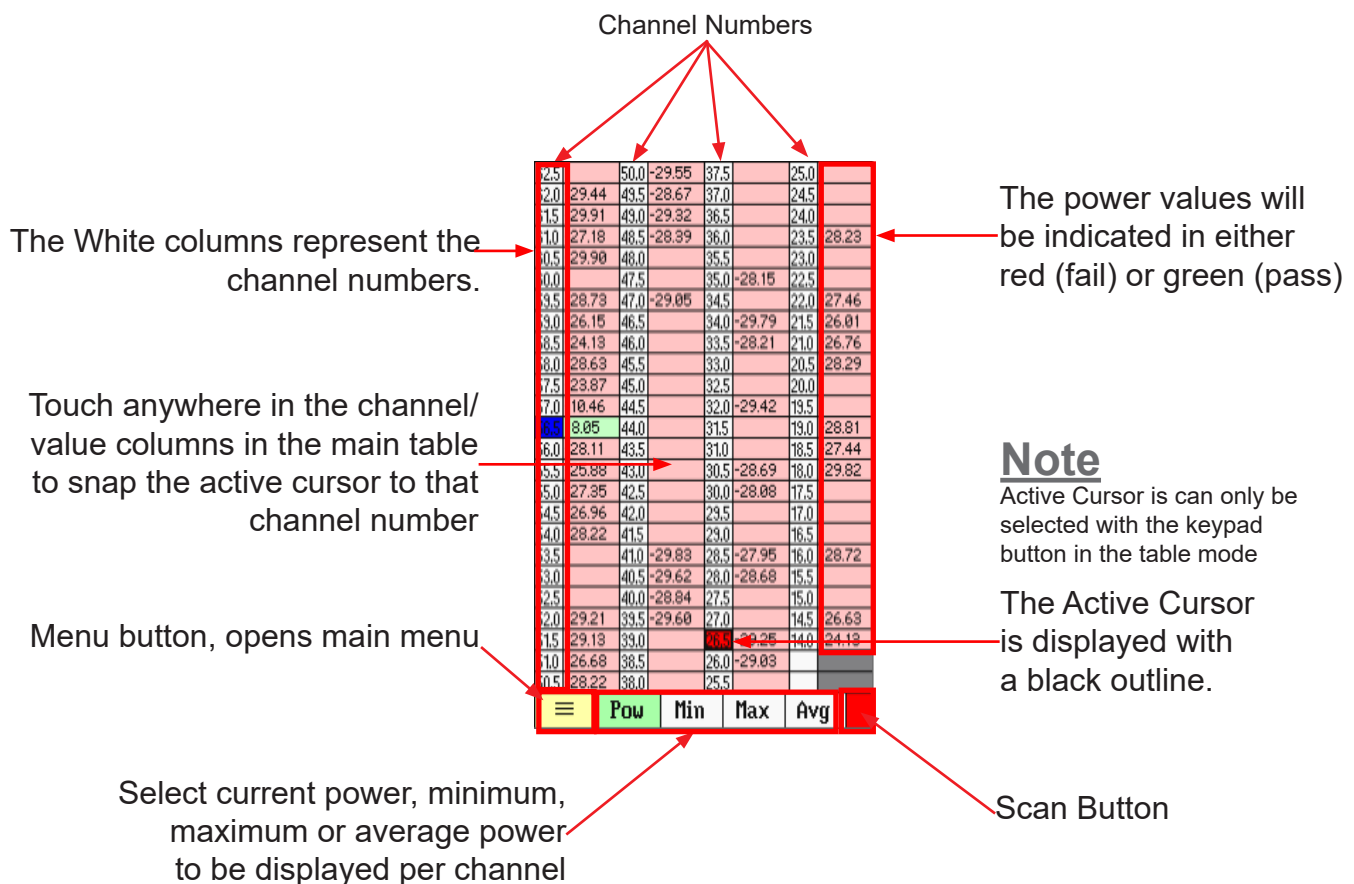 Channel Numbers
50.0 -29.55 37.5 25.0
29.44 49.5 -28.67 37.0 24.5
29.91 49.0 -29.32 36.5 24.0
27.18 48.5 -28.39 36.0 23.5 28.23
29.90 48.0 35.5 23.0
47.5 35.0 -28.15 22.5
28.73 47.0 -29.05 34.5 22.0 27.46
26.15 46.5 34.0 -29.79 21.5 26.01
24.13 46.0 33.5 -28.21 21.0 26.76
28.63 45.5 33.0 20.5 28.29
23.87 45.0 32.5 20.0
10.46 44.5 32.0 -29.42 19.5
8.05 44.0 31.5 19.0 28.81
28.11 43.5 31.0 18.5 27.44
25.88 43.0 30.5 -28.69 18.0 29.82
27.35 42.5 30.0 -28.08 17.5
26.96 42.0 29.5 17.0
28.22 41.5 29.0 16.5
41.0 -29.83 28.5 -27.95 16.0 28.72
40.5 -29.62 28.0 -28.68 15.5
40.0 -28.84 27.5 15.0
29.21 39.5 -29.60 27.0 14.5 26.63
29.13 39.0 26.5 -29.25 14.0 24.13
26.68 38.5 26.0 -29.03
28.22 38.0 25.5
Pow Min Max Avg
The White columns represent the
channel numbers.
Touch anywhere in the channel/
value columns in the main table
to snap the active cursor to that
channel number
Menu button, opens main menu
Select current power, minimum,
maximum or average power
to be displayed per channel
The power values will
be indicated in either
red (fail) or green (pass)
Note
Active Cursor is can only be
selected with the keypad
button in the table mode
The Active Cursor
is displayed with
a black outline.
Scan Button